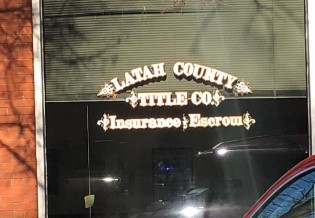 LATAH COUNTY
TITLE CO.
Insurance Escrow